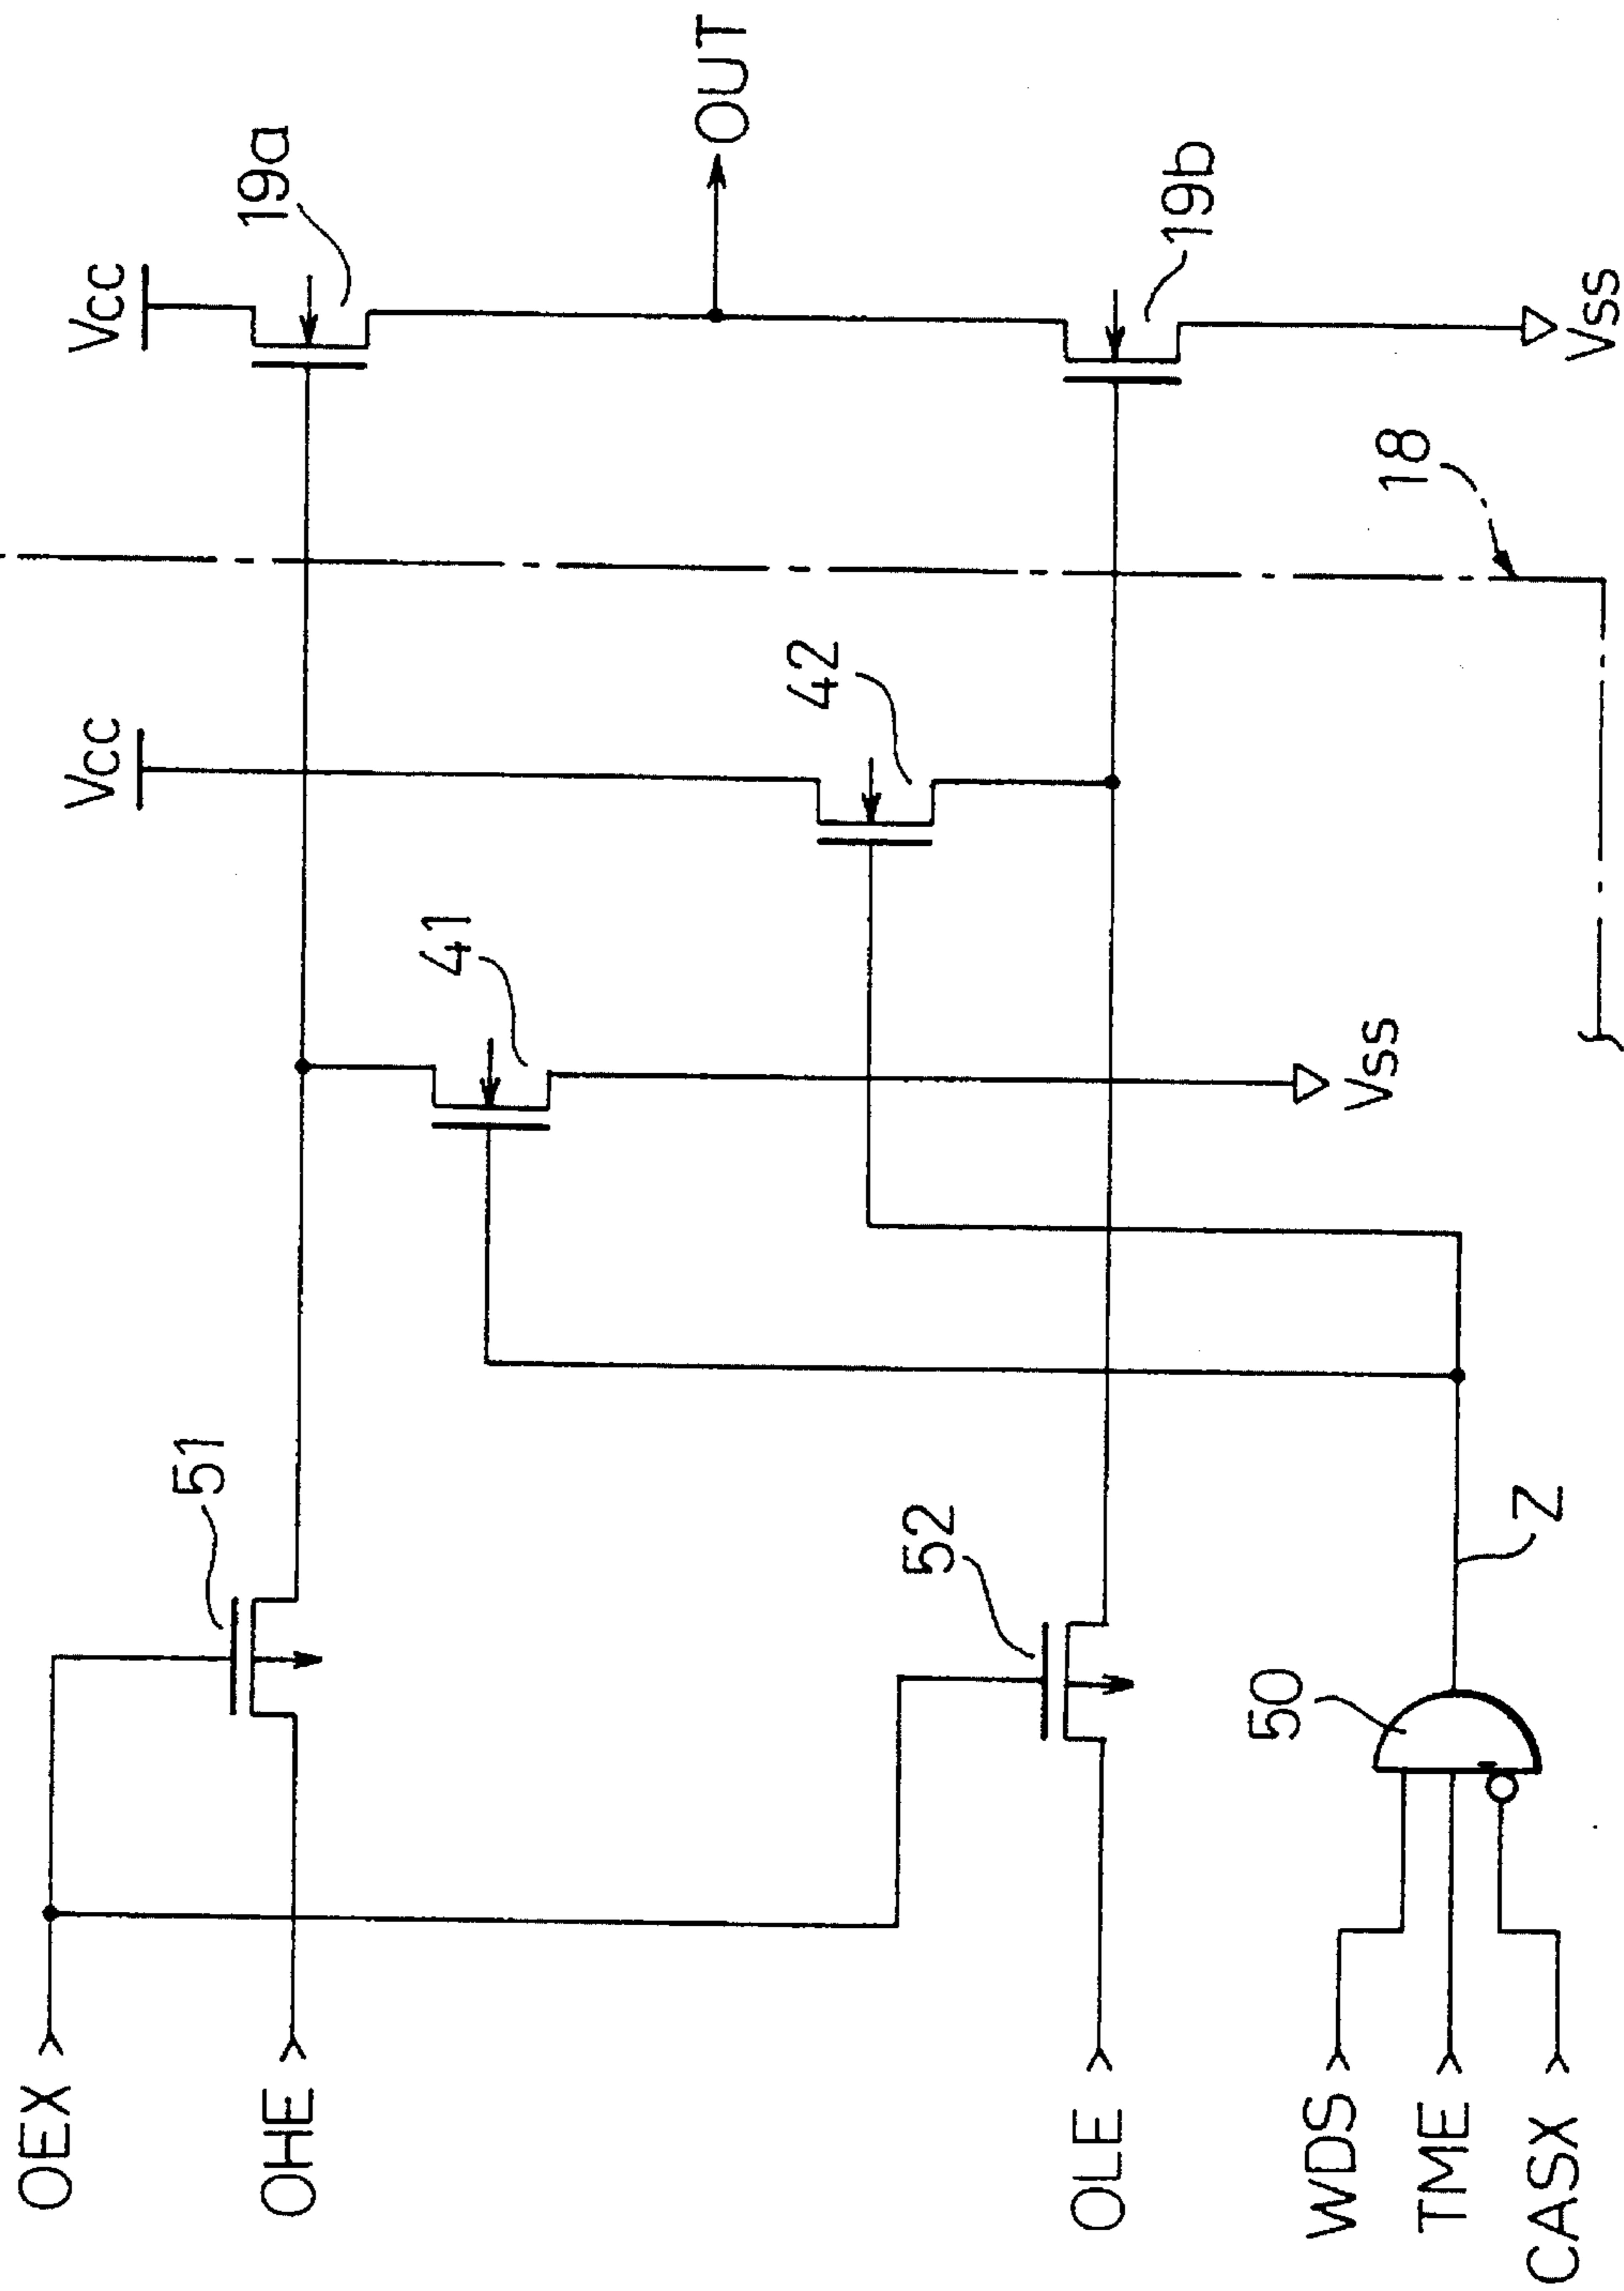 OEX
OHE
OLE
WDS
TME
CASX
51
52
50
Z
41
42
Vcc
Vss
18
Vcc
19a
OUT
19b
Vss